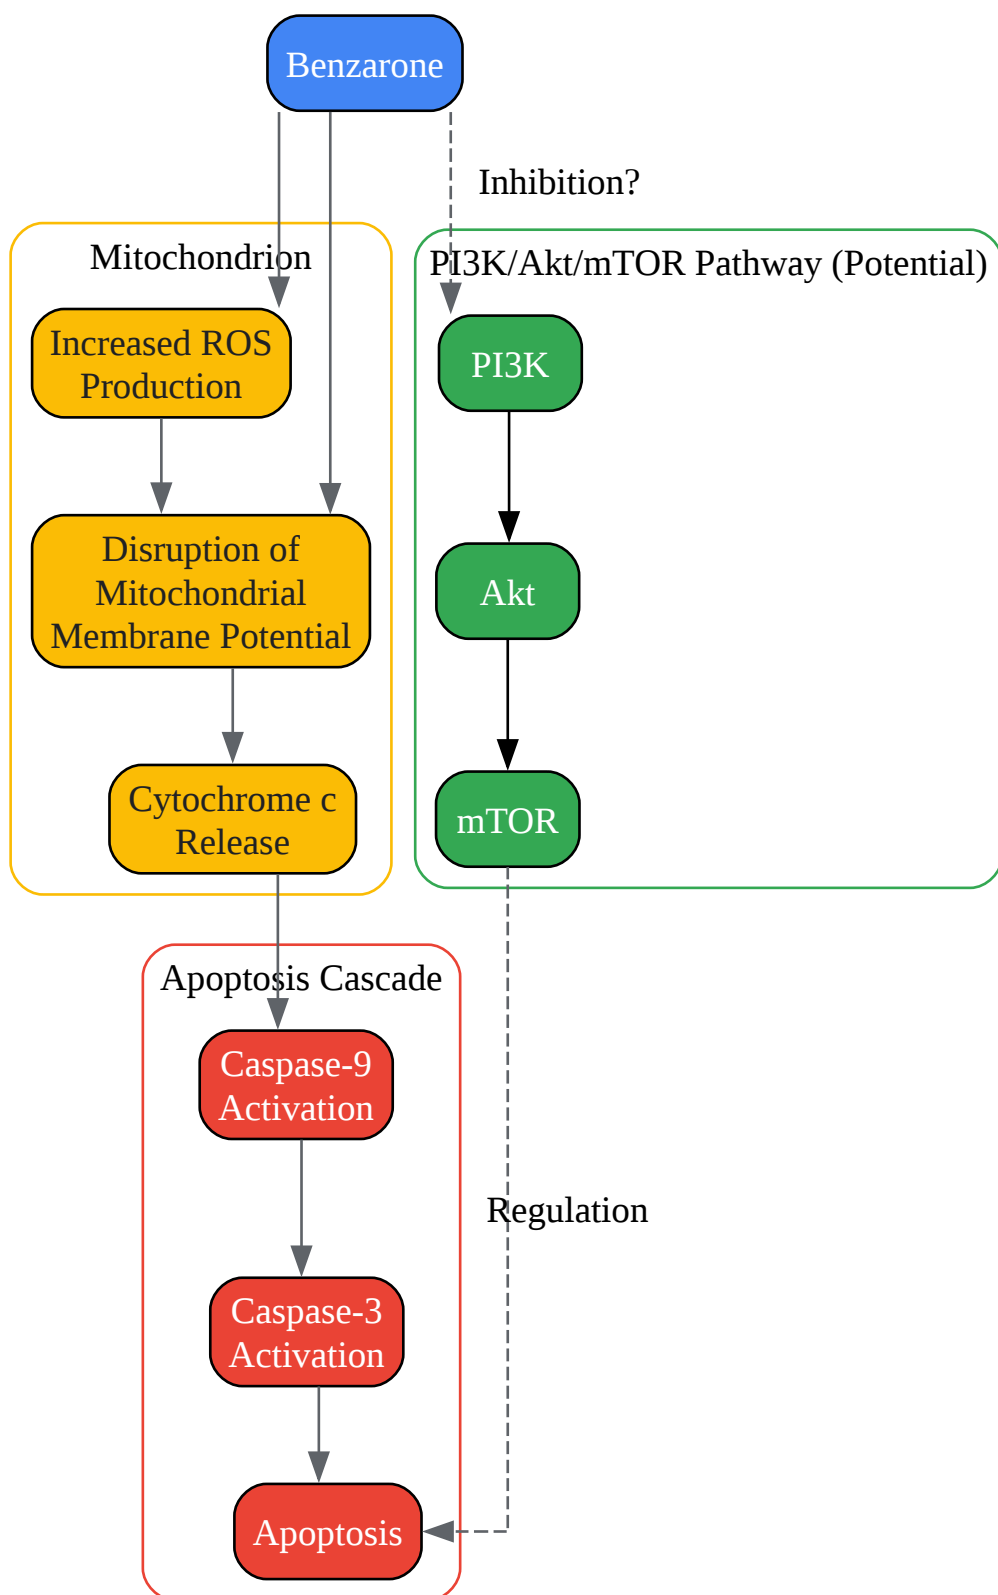 Benzarone
Inhibition?
Mitochondrion
PI3K/Akt/mTOR Pathway (Potential)
Increased ROS
Production
PI3K
Disruption of
Mitochondrial
Membrane Potential
Akt
Cytochrome c
Release
mTOR
Apoptosis Cascade
Caspase-9
Activation
Regulation
Caspase-3
Activation
Apoptosis